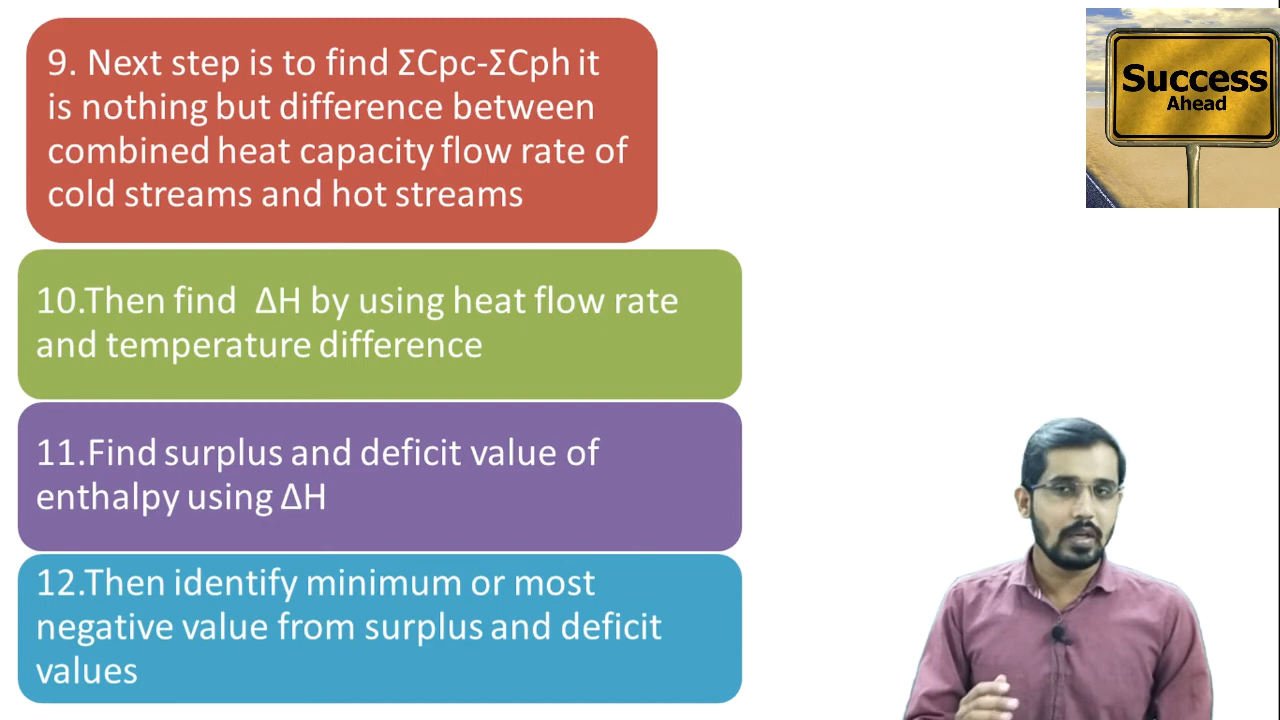 9. Next step is to find ΣCpc-ΣCph it
is nothing but difference between
combined heat capacity flow rate of
cold streams and hot streams
10.Then find ΔH by using heat flow rate
and temperature difference
11.Find surplus and deficit value of
enthalpy using ΔH
12.Then identify minimum or most
negative value from surplus and deficit
values
Success
Ahead